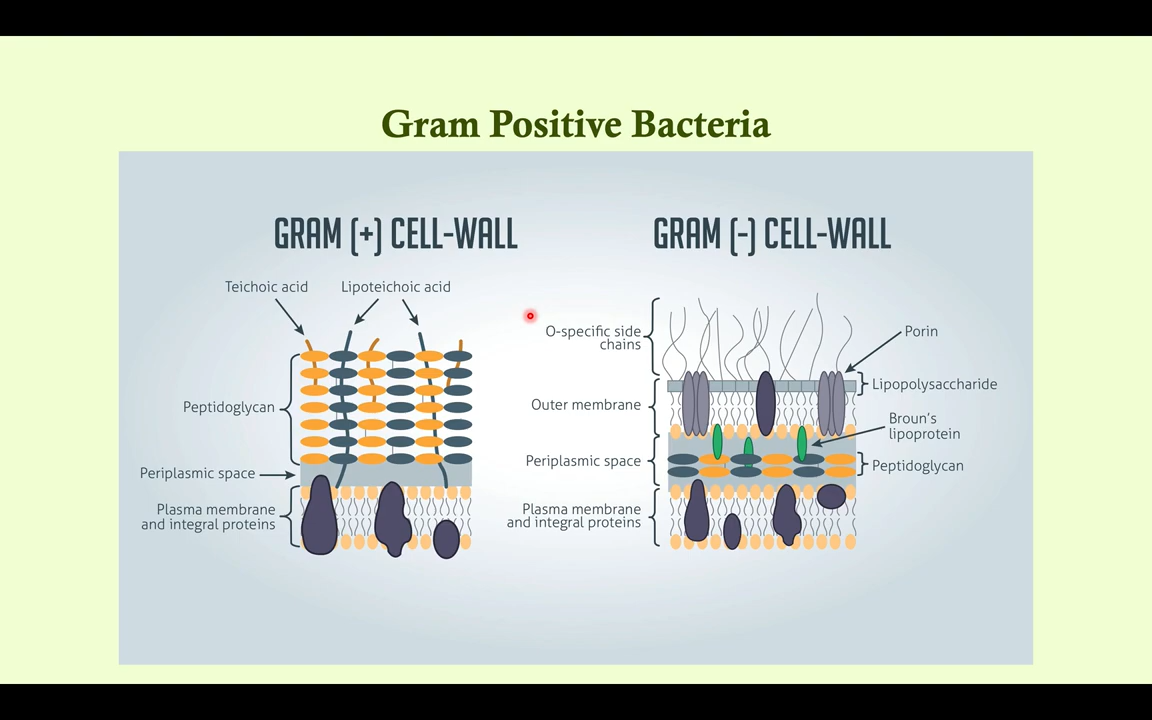 Gram Positive Bacteria
GRAM (+) CELL-WALL
Teichoic acid
Lipoteichoic acid
Peptidoglycan
Periplasmic space
Plasma membrane
and integral proteins
GRAM (-) CELL-WALL
O-specific side
chains
Outer membrane
Periplasmic space
Plasma membrane
and integral proteins
Porin
Lipopolysaccharide
Broun's
lipoprotein
Peptidoglycan